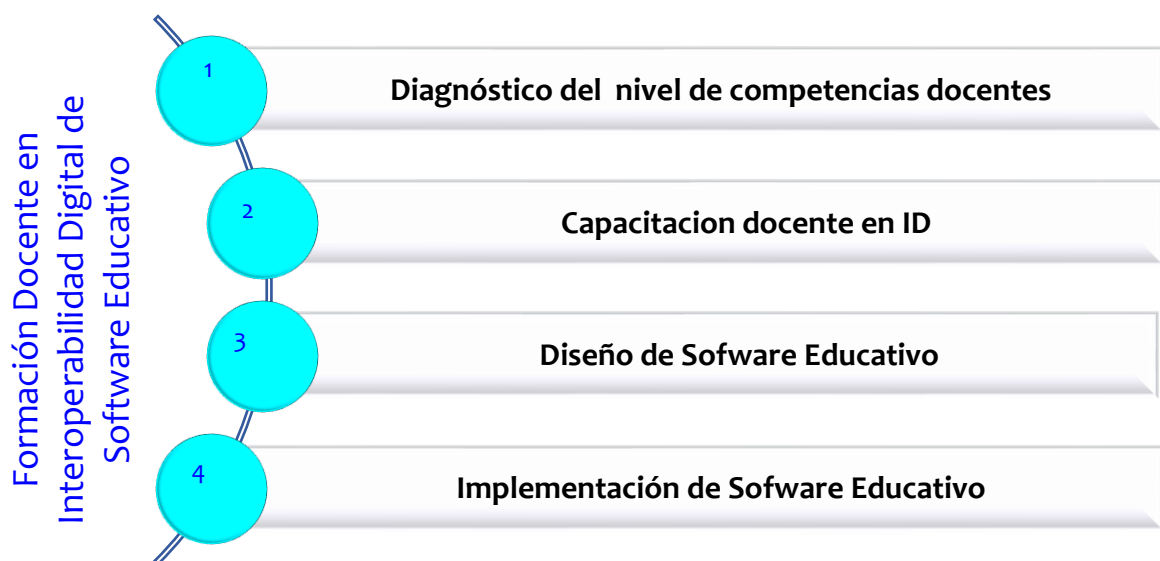 Formación Docente en
Interoperabilidad Digital de
Software Educativo
1
Diagnóstico del nivel de competencias docentes
2
Capacitacion docente en ID
3
Diseño de Sofware Educativo
4
Implementación de Sofware Educativo